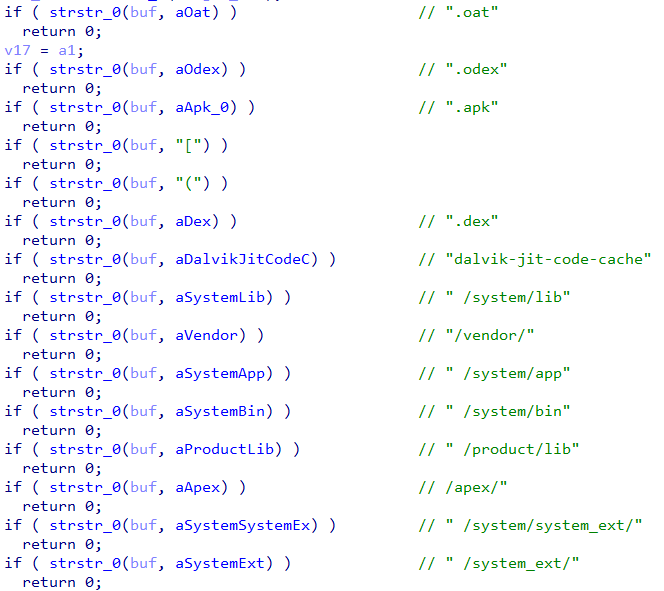 if ( strstr_0(buf, aOat) ) // ".oat"
return 0;
v17 = a1;
if ( strstr_0(buf, aOdex) ) // ".odex"
return 0;
if ( strstr_0(buf, aApk_0) ) // ".apk"
return 0;
if ( strstr_0(buf, "[") )
return 0;
if ( strstr_0(buf, "(") )
return 0;
if ( strstr_0(buf, aDex) ) // ".dex"
return 0;
if ( strstr_0(buf, aDalvikJitCodeC) ) // "dalvik-jit-code-cache"
return 0;
if ( strstr_0(buf, aSystemLib) ) // " /system/lib"
return 0;
if ( strstr_0(buf, aVendor) ) // "/vendor/"
return 0;
if ( strstr_0(buf, aSystemApp) ) // " /system/app"
return 0;
if ( strstr_0(buf, aSystemBin) ) // " /system/bin"
return 0;
if ( strstr_0(buf, aProductLib) ) // " /product/lib"
return 0;
if ( strstr_0(buf, aApex) ) // /apex/"
return 0;
if ( strstr_0(buf, aSystemSystemEx) ) // " /system/system_ext/"
return 0;
if ( strstr_0(buf, aSystemExt) ) // " /system_ext/"
return 0;